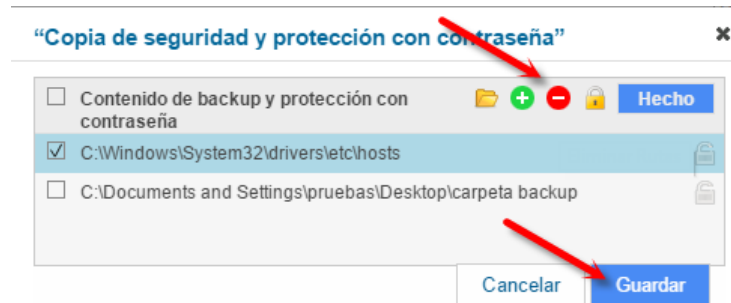 “Copia de seguridad y protección con contraseña”
Contenido de backup y protección con
contraseña
Hecho
C:\Windows\System32\drivers\etc\hosts
C:\Documents and Settings\pruebas\Desktop\carpeta backup
Cancelar
Guardar